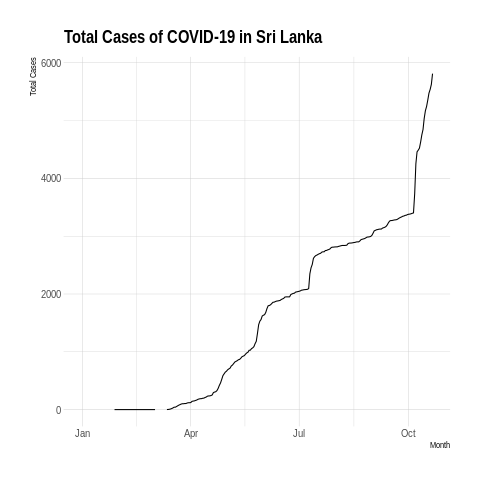 Total Cases of COVID-19 in Sri Lanka
Total Cases
6000
4000
2000
0
Jan Apr Jul Oct
Month